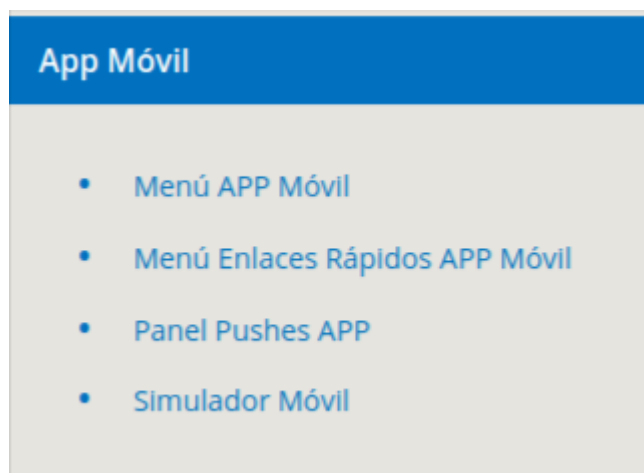 App Móvil
• Menú APP Móvil
• Menú Enlaces Rápidos APP Móvil
• Panel Pushes APP
• Simulador Móvil